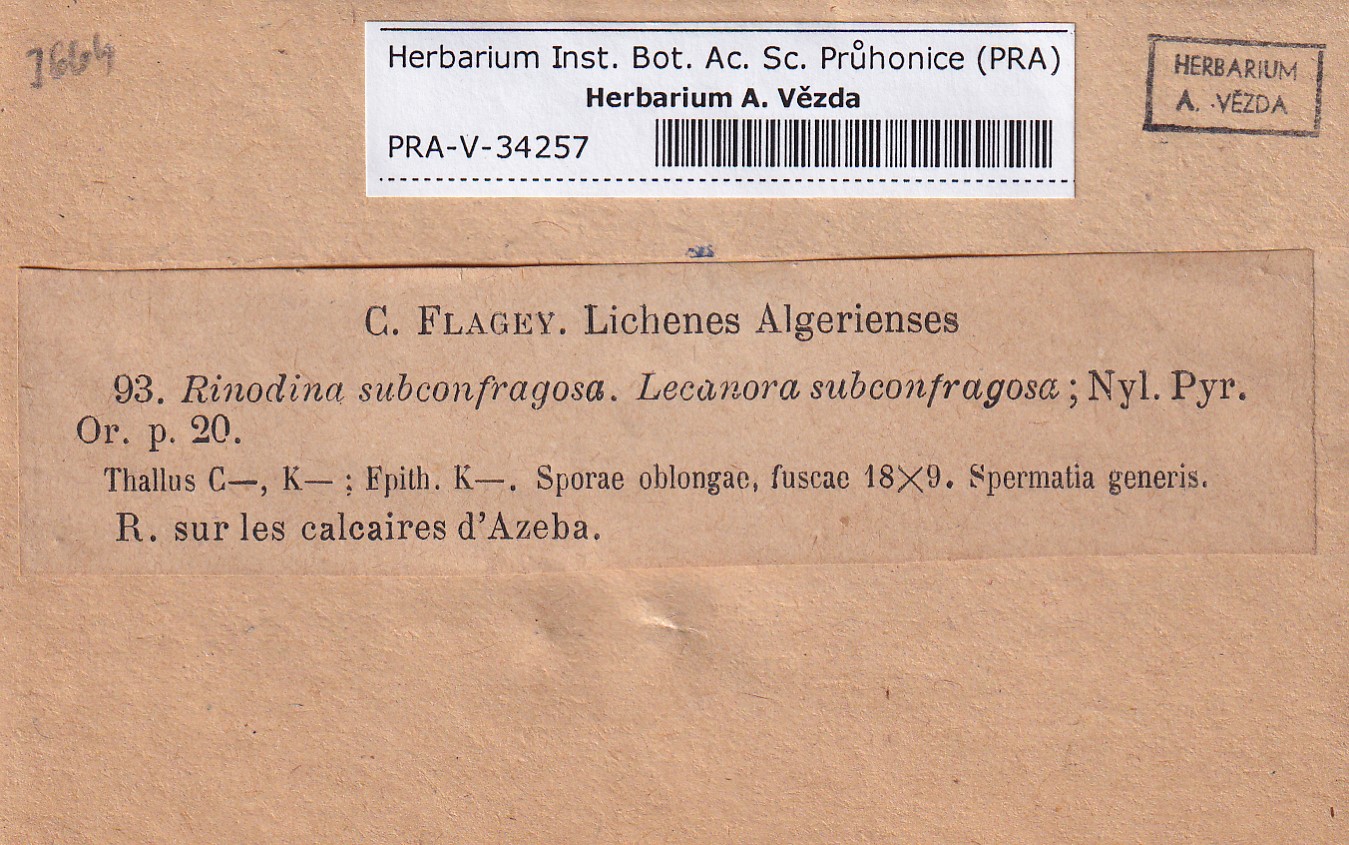 1664
Herbarium Inst. Bot. Ac. Sc. Průhonice (PRA)
Herbarium A. Vězda
PRA-V-34257
HERBARIUM
A. VĚZDA
C. FLAGEY. Lichenes Algerienses
93. Rinodina subconfragosa. Lecanora subconfragosa; Nyl. Pyr.
Or. p. 20.
Thallus C—, K— ; Epith. K—. Sporae oblongae, fuscae 18×9. Spermatia generis.
R. sur les calcaires d'Azeba.